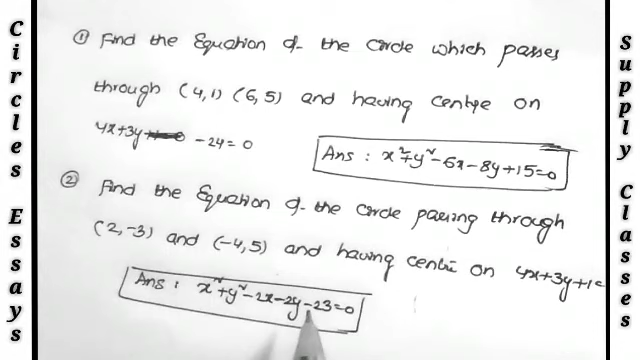 Circles Essays
① Find the Equation of the circle which passes
through (4,1) (6,5) and having centre on
4x+3y -24=0
Ans : x²+y²-6x-8y+15=0
② Find the Equation of the circle passing through
(2,-3) and (-4,5) and having centre on 4x+3y+1=
Ans : x²+y²-2x-2y-23=0
Supply Classes